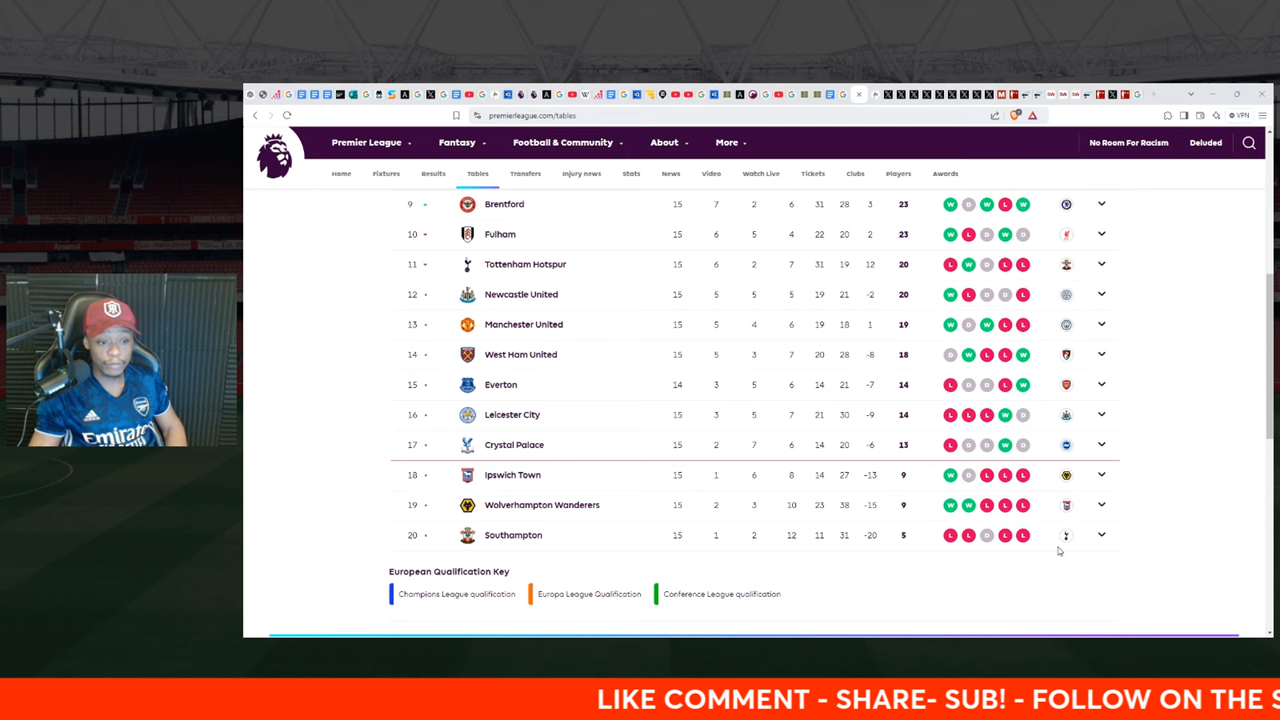 premierleague.com/tables
VPN
Premier League Fantasy Football & Community About More No Room For Racism Deluded
Home Fixtures Results Tables Transfers Injury news Stats News Video Watch Live Tickets Clubs Players Awards
9 Brentford 15 7 2 6 31 28 3 23 W D W L W
10 Fulham 15 6 5 4 22 20 2 23 W L D W D
11 Tottenham Hotspur 15 6 2 7 31 19 12 20 L W D L L
12 Newcastle United 15 5 5 5 19 21 -2 20 W L D D L
13 Manchester United 15 5 4 6 19 18 1 19 W D W L L
14 West Ham United 15 5 3 7 20 28 -8 18 D W L L W
15 Everton 14 3 5 6 14 21 -7 14 L D D L W
16 Leicester City 15 3 5 7 21 30 -9 14 L L L W D
17 Crystal Palace 15 2 7 6 14 20 -6 13 L D D W D
18 Ipswich Town 15 1 6 8 14 27 -13 9 W D L L L
19 Wolverhampton Wanderers 15 2 3 10 23 38 -15 9 W W L L L
20 Southampton 15 1 2 12 11 31 -20 5 L L D L L
European Qualification Key
Champions League qualification Europa League Qualification Conference League qualification
Emirates
LIKE COMMENT - SHARE- SUB! - FOLLOW ON THE S